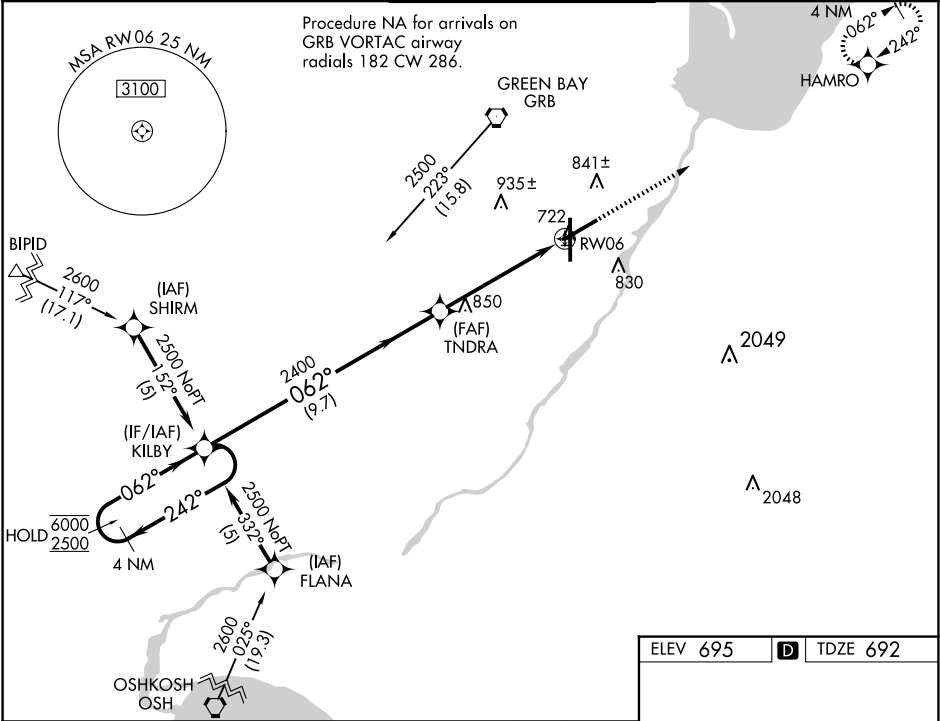 Procedure NA for arrivals on
GRB VORTAC airway
radials 182 CW 286.
MSA RW06 25 NM
3100
4 NM
062°
242°
HAMRO
GREEN BAY
GRB
2500
223°
(15.8)
935±
841±
722
RW06
830
BIPID
2600
117°
(17.1)
(IAF)
SHIRM
2500 NoPT
152°
(5)
850
(FAF)
TNDRA
2049
2400
062°
(9.7)
(IF/IAF)
KILBY
062°
242°
HOLD
6000
2500
4 NM
2500 NoPT
332°
(5)
(IAF)
FLANA
2048
2600
025°
(19.3)
OSHKOSH
OSH
ELEV 695
D
TDZE 692